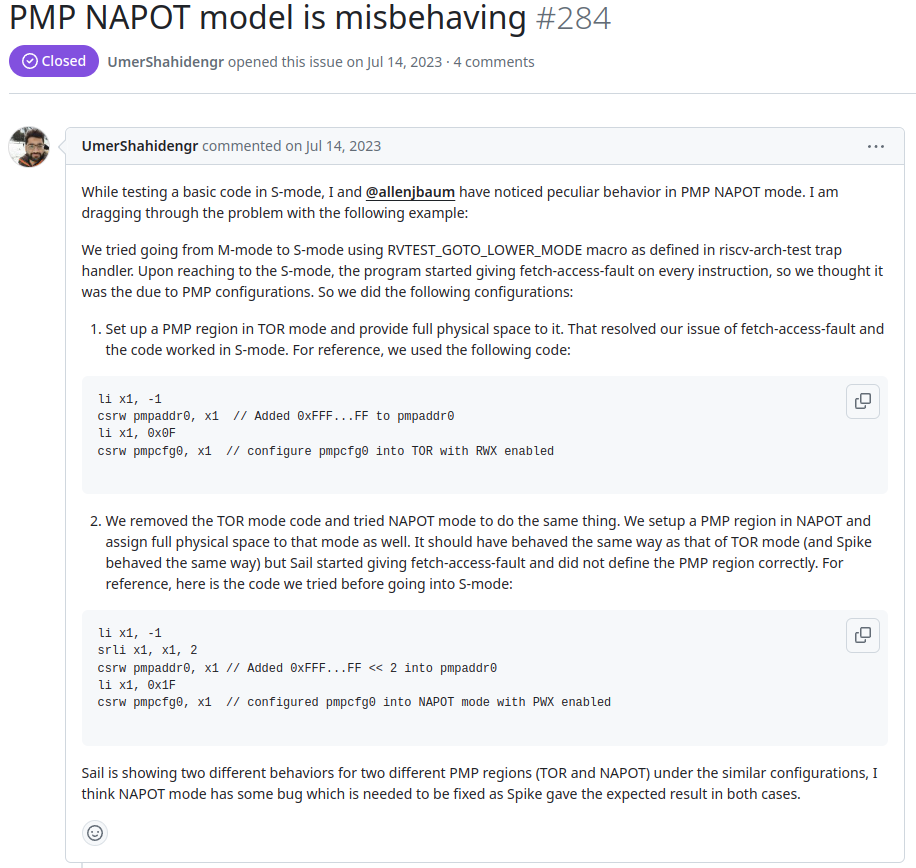 PMP NAPOT model is misbehaving #284
Closed UmerShahidengr opened this issue on Jul 14, 2023 · 4 comments
UmerShahidengr commented on Jul 14, 2023
While testing a basic code in S-mode, I and @allenjbaum have noticed peculiar behavior in PMP NAPOT mode. I am
dragging through the problem with the following example:
We tried going from M-mode to S-mode using RVTEST_GOTO_LOWER_MODE macro as defined in riscv-arch-test trap
handler. Upon reaching to the S-mode, the program started giving fetch-access-fault on every instruction, so we thought it
was the due to PMP configurations. So we did the following configurations:
1. Set up a PMP region in TOR mode and provide full physical space to it. That resolved our issue of fetch-access-fault and
the code worked in S-mode. For reference, we used the following code:
li x1, -1
csrw pmpaddr0, x1  // Added 0xFFF...FF to pmpaddr0
li x1, 0x0F
csrw pmpcfg0, x1  // configure pmpcfg0 into TOR with RWX enabled
2. We removed the TOR mode code and tried NAPOT mode to do the same thing. We setup a PMP region in NAPOT and
assign full physical space to that mode as well. It should have behaved the same way as that of TOR mode (and Spike
behaved the same way) but Sail started giving fetch-access-fault and did not define the PMP region correctly. For
reference, here is the code we tried before going into S-mode:
li x1, -1
srli x1, x1, 2
csrw pmpaddr0, x1 // Added 0xFFF...FF << 2 into pmpaddr0
li x1, 0x1F
csrw pmpcfg0, x1  // configured pmpcfg0 into NAPOT mode with PWX enabled
Sail is showing two different behaviors for two different PMP regions (TOR and NAPOT) under the similar configurations, I
think NAPOT mode has some bug which is needed to be fixed as Spike gave the expected result in both cases.